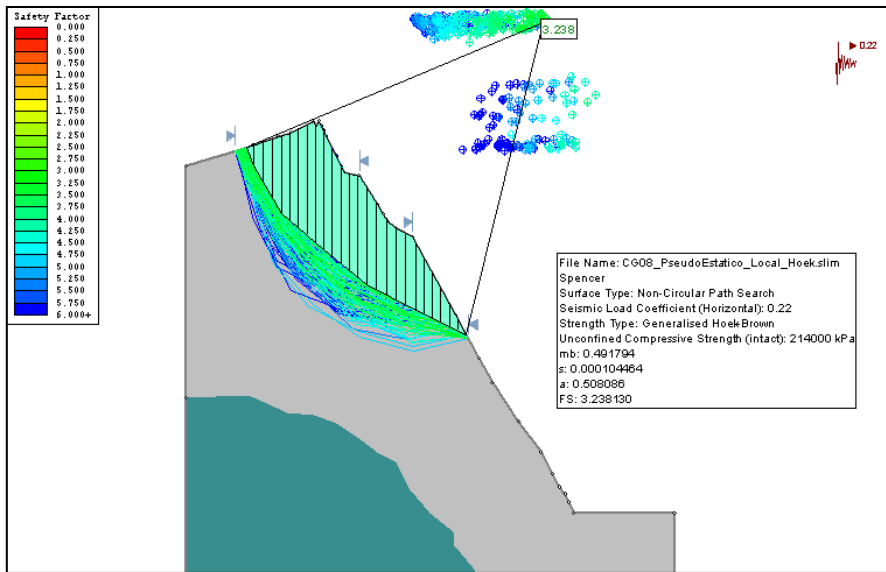 Safety Factor
0.000
0.250
0.500
0.750
1.000
1.250
1.500
1.750
2.000
2.250
2.500
2.750
3.000
3.250
3.500
3.750
4.000
4.250
4.500
4.750
5.000
5.250
5.500
5.750
6.000+
3.238
0.22
File Name: CG08_PseudoEstatico_Local_Hoek.slim
Spencer
Surface Type: Non-Circular Path Search
Seismic Load Coefficient (Horizontal): 0.22
Strength Type: Generalised Hoek-Brown
Unconfined Compressive Strength (intact): 214000 kPa
mb: 0.491794
s: 0.000104464
a: 0.508086
FS: 3.238130